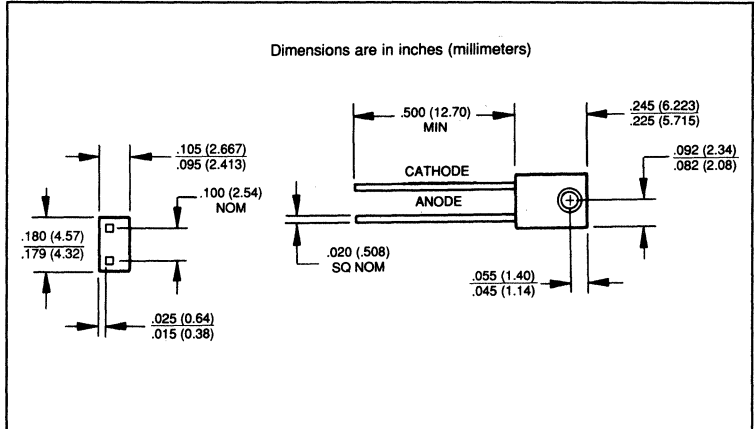 Dimensions are in inches (millimeters)
.500 (12.70)
MIN
.245 (6.223)
.225 (5.715)
.105 (2.667)
.095 (2.413)
.092 (2.34)
.082 (2.08)
CATHODE
.100 (2.54)
NOM
ANODE
.180 (4.57)
.179 (4.32)
.020 (.508)
SQ NOM
.055 (1.40)
.045 (1.14)
.025 (0.64)
.015 (0.38)